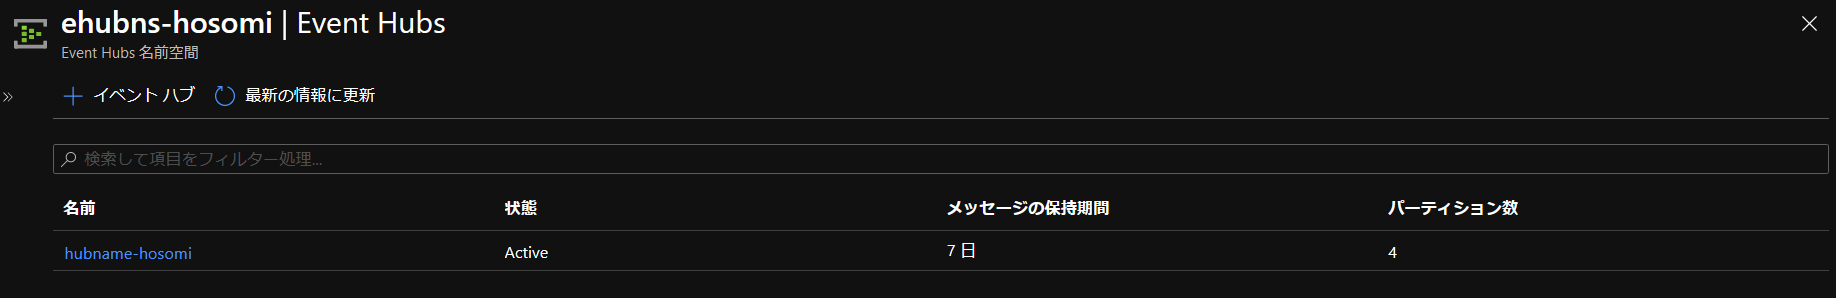 ehubns-hosomi | Event Hubs
Event Hubs 名前空間
イベント ハブ 最新の情報に更新
検索して項目をフィルター処理...
名前 状態 メッセージの保持期間 パーティション数
hubname-hosomi Active 7 日 4